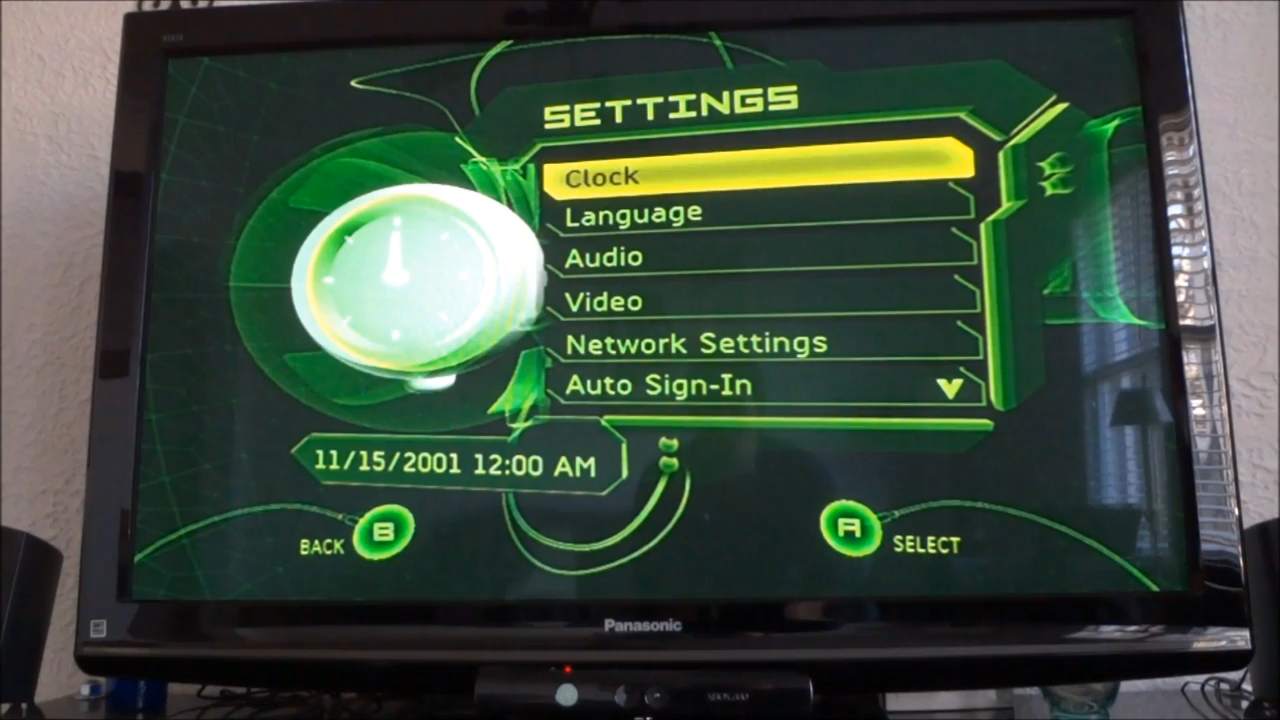 SETTINGS
Clock
Language
Audio
Video
Network Settings
Auto Sign-In
11/15/2001 12:00 AM
BACK B
A SELECT
Panasonic